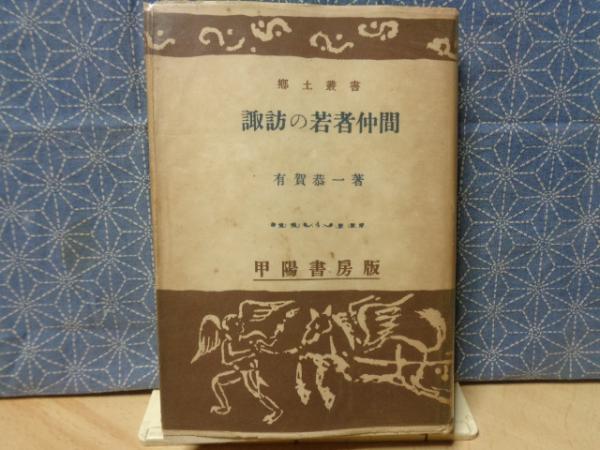 郷土叢書
諏訪の若者仲間
有賀恭一著
甲陽書房版